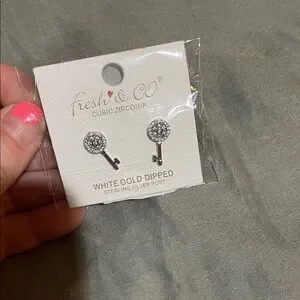 Fresh & CO
CUBIC ZIRCONIA
WHITE GOLD DIPPED
STERLING SILVER POST